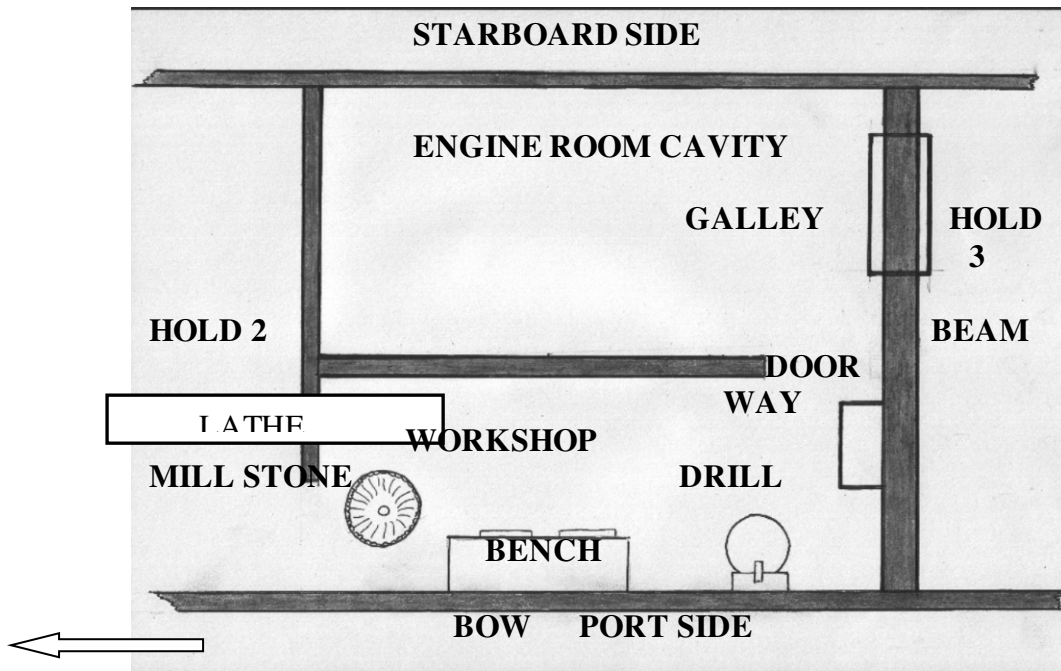 STARBOARD SIDE
ENGINE ROOM CAVITY
GALLEY
HOLD
3
HOLD 2
BEAM
DOOR
WAY
LATHE
WORKSHOP
MILL STONE
DRILL
BENCH
BOW PORT SIDE